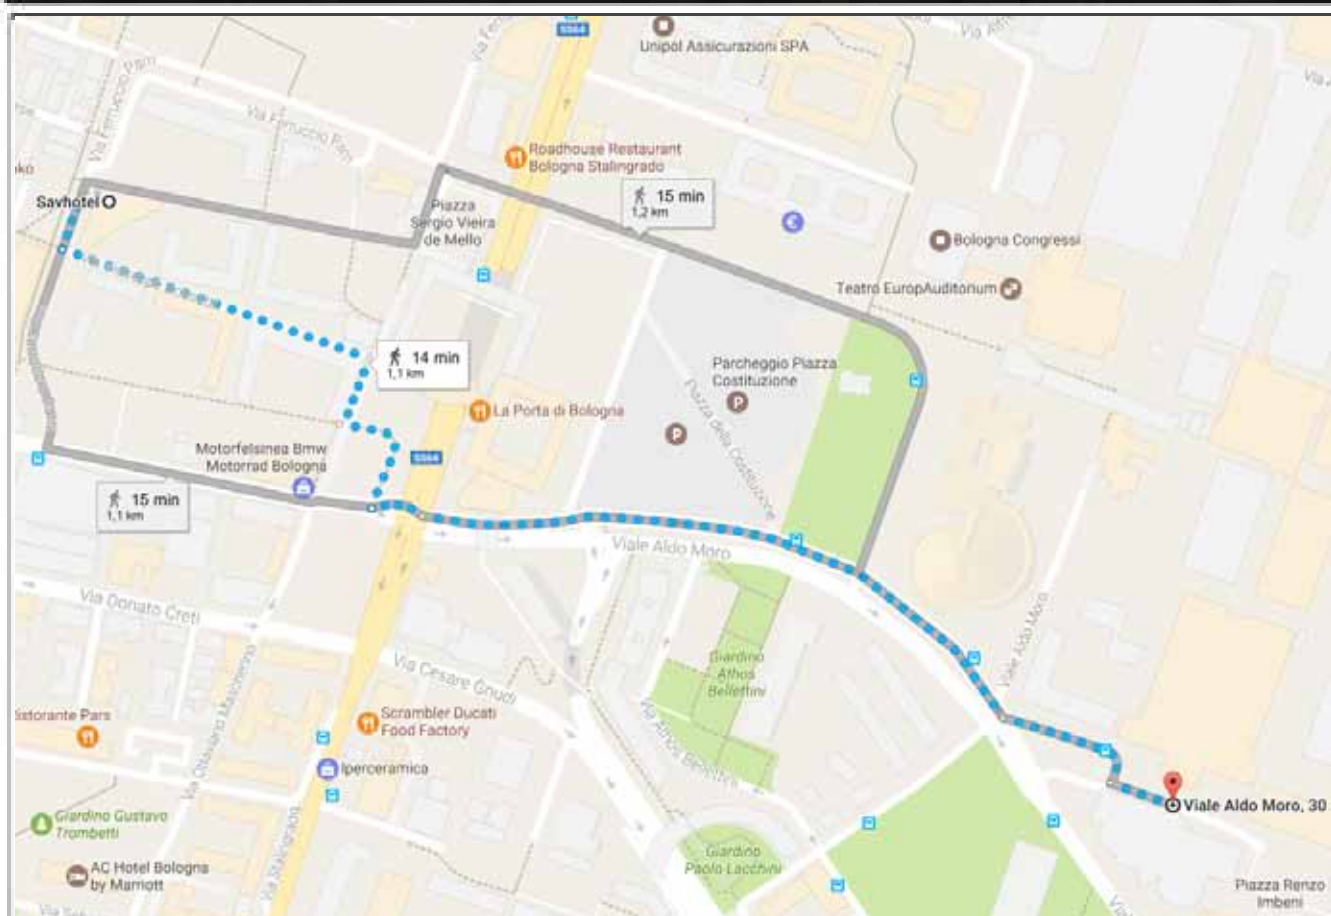 SS64
Unipol Assicurazioni SPA
Via Ferruccio Parri
Via Ferruccio Parri
Roadhouse Restaurant
Bologna Stalingrado
Savhotel
15 min
1,2 km
Piazza
Sergio Vieira
de Mello
Bologna Congressi
Teatro EuropAuditorium
14 min
1,1 km
Parcheggio Piazza
Costituzione
Piazza della Costituzione
La Porta di Bologna
Motorfelsinea Bmw
Motorrad Bologna
SS64
15 min
1,1 km
Viale Aldo Moro
Via Donato Creti
Viale Aldo Moro
Via Cesare Gnudi
Giardino
Athos
Bellettini
Via Ottaviano Mascherino
Via Athos Bellettini
Scrambler Ducati
Food Factory
Ristorante Pars
Iperceramica
Viale Aldo Moro, 30
Giardino Gustavo
Trombetti
Via Stalingrado
Giardino
Paolo Lacchini
AC Hotel Bologna
by Marriott
Piazza Renzo
Imbeni